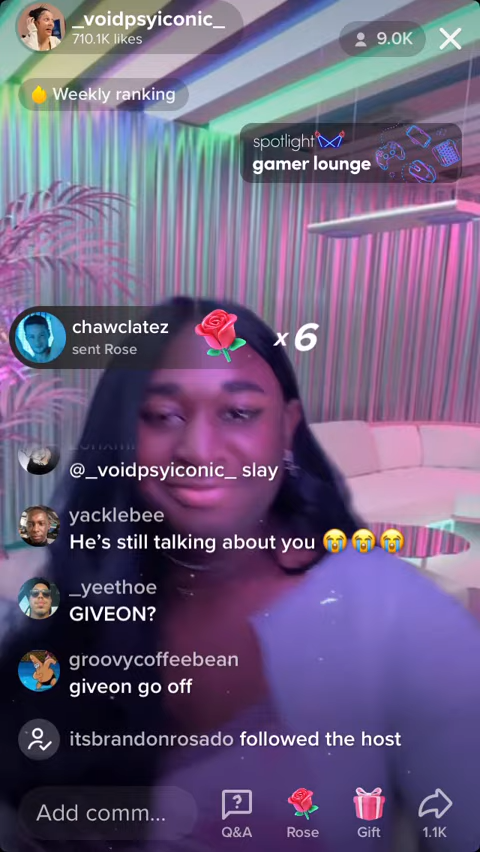 _voidpsyiconic_
710.1K likes
9.0K
Weekly ranking
spotlight
gamer lounge
chawclatez
sent Rose
x6
@_voidpsyiconic_ slay
yacklebee
He's still talking about you 😭😭😭
_yeethoe
GIVEON?
groovycoffeebean
giveon go off
itsbrandonrosado followed the host
Add comm...
Q&A
Rose
Gift
1.1K